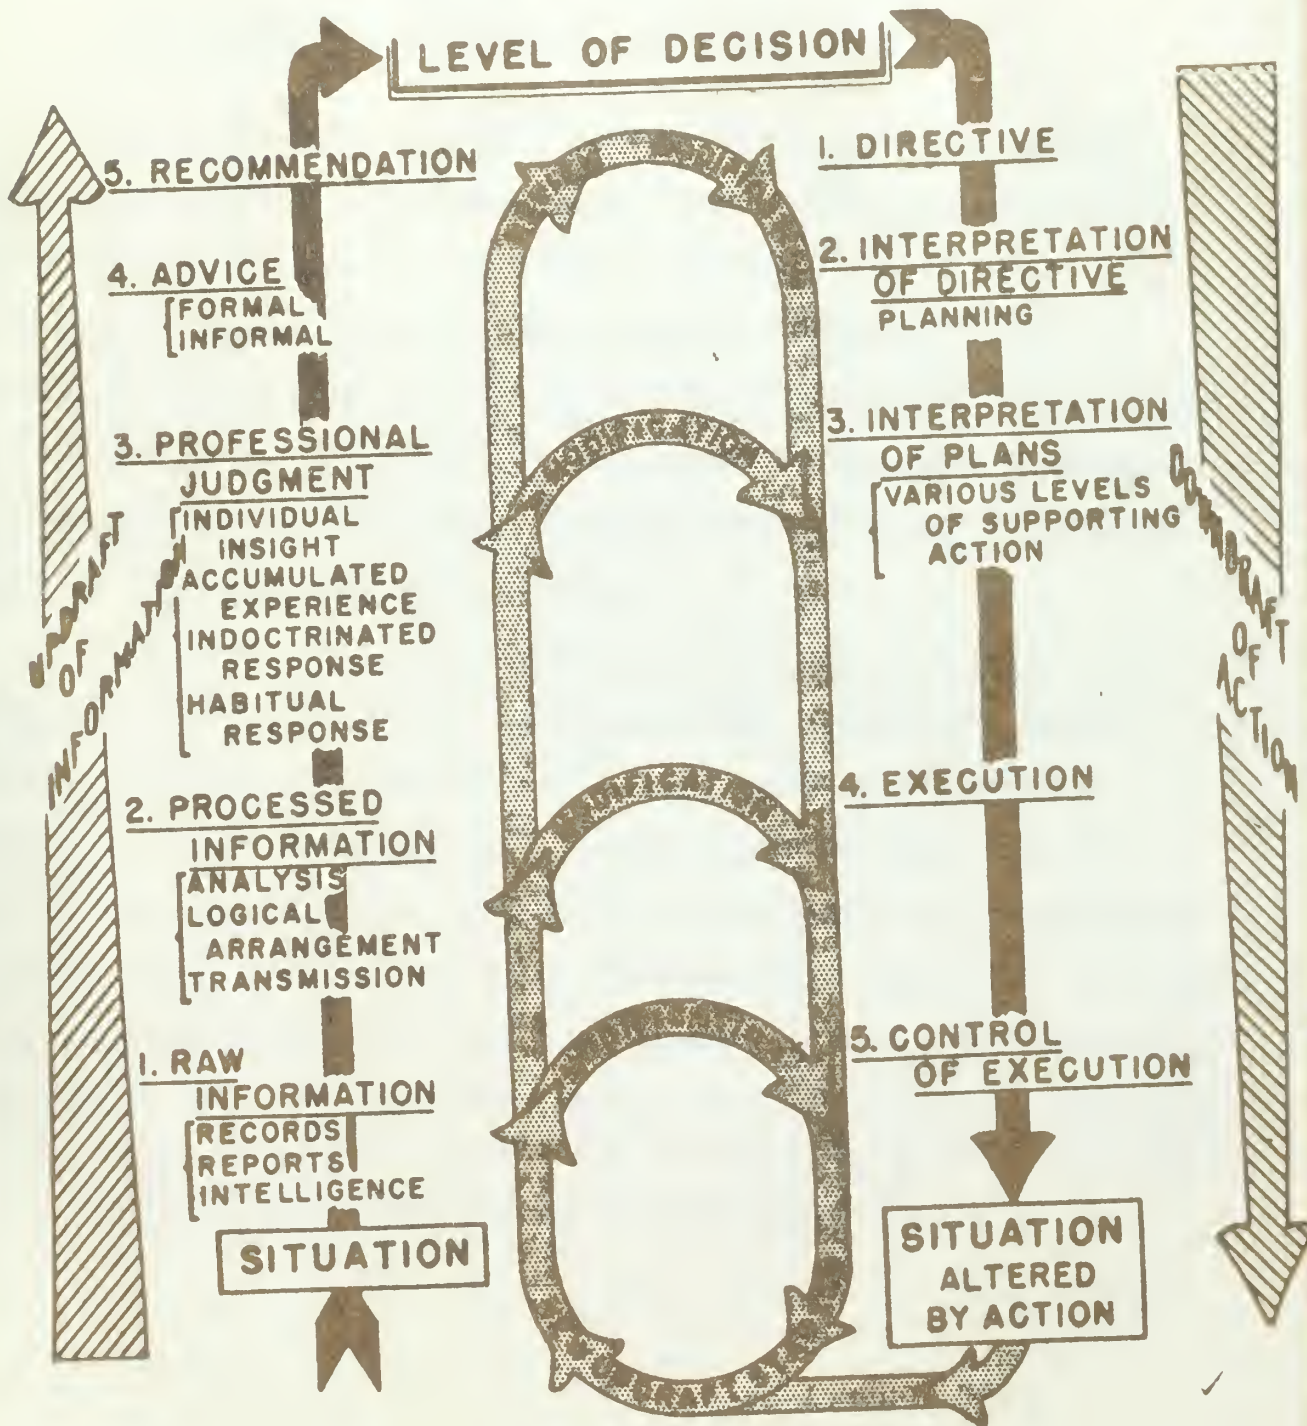 LEVEL OF DECISION
5. RECOMMENDATION
4. ADVICE
FORMAL
INFORMAL
3. PROFESSIONAL
JUDGMENT
INDIVIDUAL
INSIGHT
ACCUMULATED
EXPERIENCE
INDOCTRINATED
RESPONSE
HABITUAL
RESPONSE
2. PROCESSED
INFORMATION
ANALYSIS
LOGICAL
ARRANGEMENT
TRANSMISSION
1. RAW
INFORMATION
RECORDS
REPORTS
INTELLIGENCE
SITUATION
UPDRAFT
OF
INFORMATION
MODIFICATION
MODIFICATION
MODIFICATION
1. DIRECTIVE
2. INTERPRETATION
OF DIRECTIVE
PLANNING
3. INTERPRETATION
OF PLANS
VARIOUS LEVELS
OF SUPPORTING
ACTION
4. EXECUTION
5. CONTROL
OF EXECUTION
SITUATION
ALTERED
BY ACTION
DOWNDRAFT
OF
ACTION